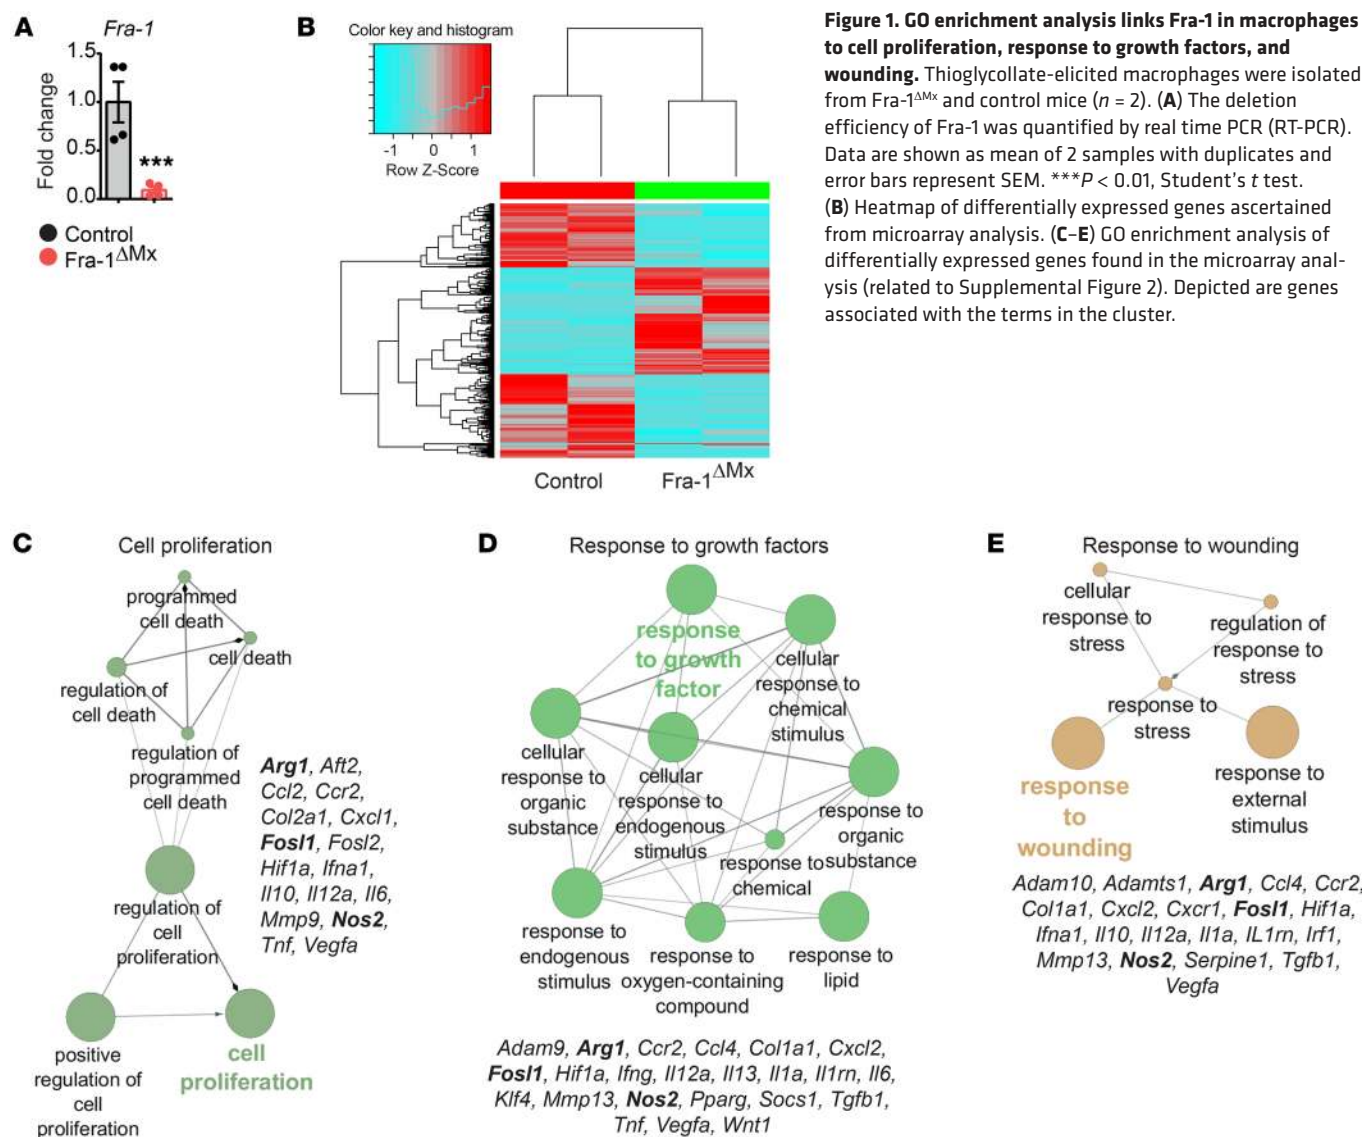 A
Fra-1
Fold change
1.5
1.0
0.5
0.0
***
Control
Fra-1ΔMx
B
Color key and histogram
-1 0 1
Row Z-Score
Control
Fra-1ΔMx
Figure 1. GO enrichment analysis links Fra-1 in macrophages
to cell proliferation, response to growth factors, and
wounding. Thioglycollate-elicited macrophages were isolated
from Fra-1ΔMx and control mice (n = 2). (A) The deletion
efficiency of Fra-1 was quantified by real time PCR (RT-PCR).
Data are shown as mean of 2 samples with duplicates and
error bars represent SEM. ***P < 0.01, Student’s t test.
(B) Heatmap of differentially expressed genes ascertained
from microarray analysis. (C–E) GO enrichment analysis of
differentially expressed genes found in the microarray anal-
ysis (related to Supplemental Figure 2). Depicted are genes
associated with the terms in the cluster.
C
Cell proliferation
programmed
cell death
cell death
regulation of
cell death
regulation of
programmed
cell death
Arg1, Aft2,
Ccl2, Ccr2,
Col2a1, Cxcl1,
Fosl1, Fosl2,
Hif1a, Ifna1,
Il10, Il12a, Il6,
Mmp9, Nos2,
Tnf, Vegfa
regulation of
cell
proliferation
positive
regulation of
cell
proliferation
cell
proliferation
D
Response to growth factors
response
to growth
factor
cellular
response to
chemical
stimulus
cellular
response to
organic
substance
cellular
response to
endogenous
stimulus
response to
organic
substance
response to
chemical
response to
endogenous
stimulus
response to
oxygen-containing
compound
response to
lipid
Adam9, Arg1, Ccr2, Ccl4, Col1a1, Cxcl2,
Fosl1, Hif1a, Ifng, Il12a, Il13, Il1a, Il1rn, Il6,
Klf4, Mmp13, Nos2, Pparg, Socs1, Tgfb1,
Tnf, Vegfa, Wnt1
E
Response to wounding
cellular
response to
stress
regulation of
response to
stress
response to
stress
response
to
wounding
response to
external
stimulus
Adam10, Adamts1, Arg1, Ccl4, Ccr2,
Col1a1, Cxcl2, Cxcr1, Fosl1, Hif1a,
Ifna1, Il10, Il12a, Il1a, IL1rn, Irf1,
Mmp13, Nos2, Serpine1, Tgfb1,
Vegfa